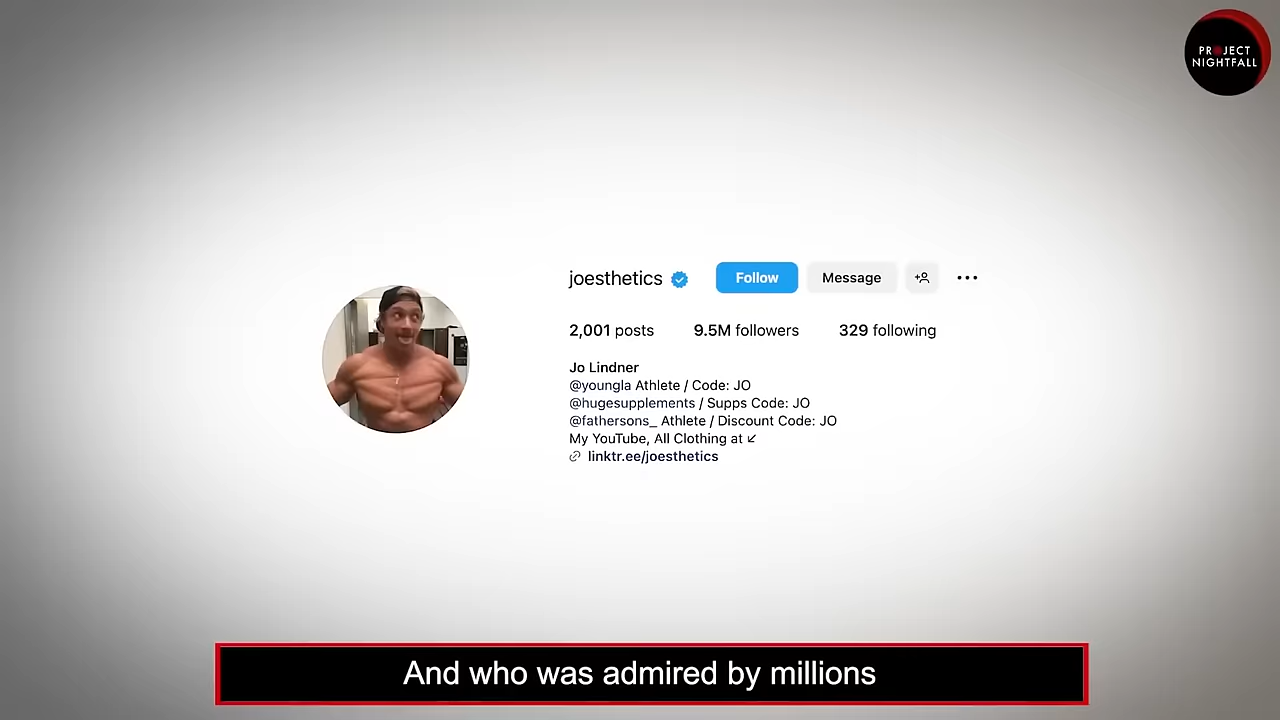 PROJECT
NIGHTFALL
joesthetics Follow Message
2,001 posts 9.5M followers 329 following
Jo Lindner
@youngla Athlete / Code: JO
@hugesupplements / Supps Code: JO
@fathersons_ Athlete / Discount Code: JO
My YouTube, All Clothing at ↙
linktr.ee/joesthetics
And who was admired by millions